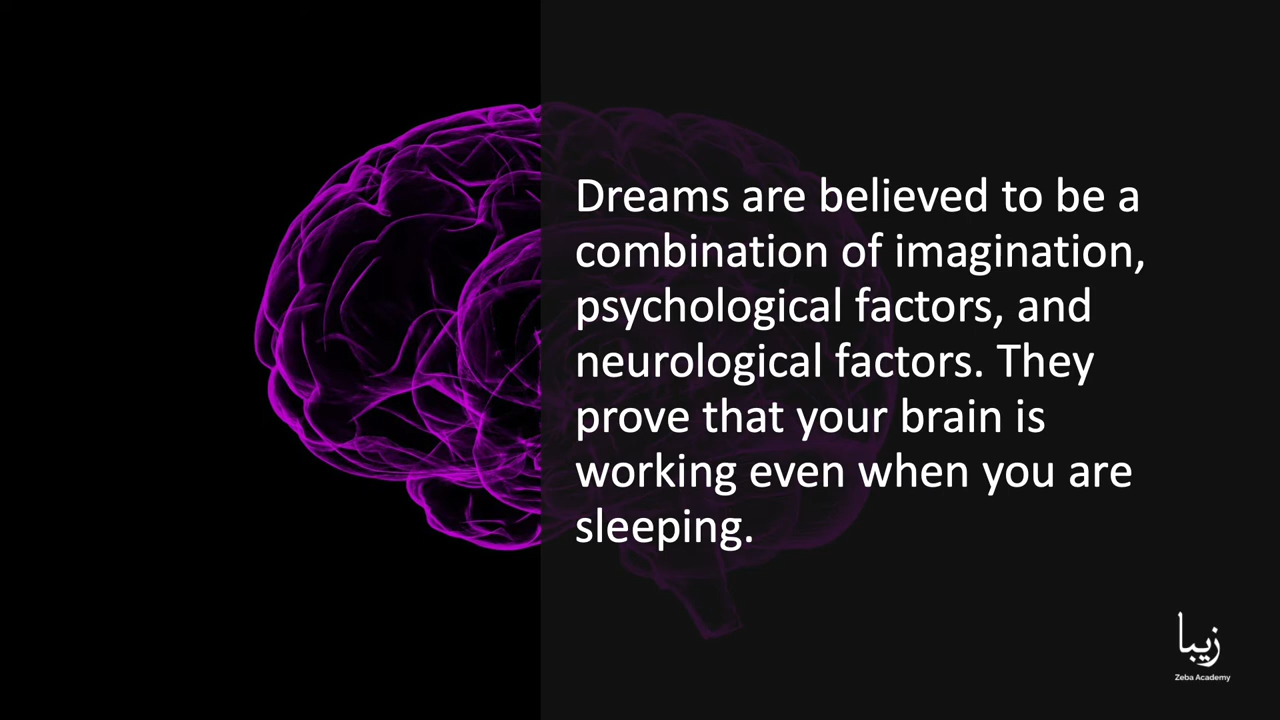 Dreams are believed to be a
combination of imagination,
psychological factors, and
neurological factors. They
prove that your brain is
working even when you are
sleeping.
زیبا
Zeba Academy